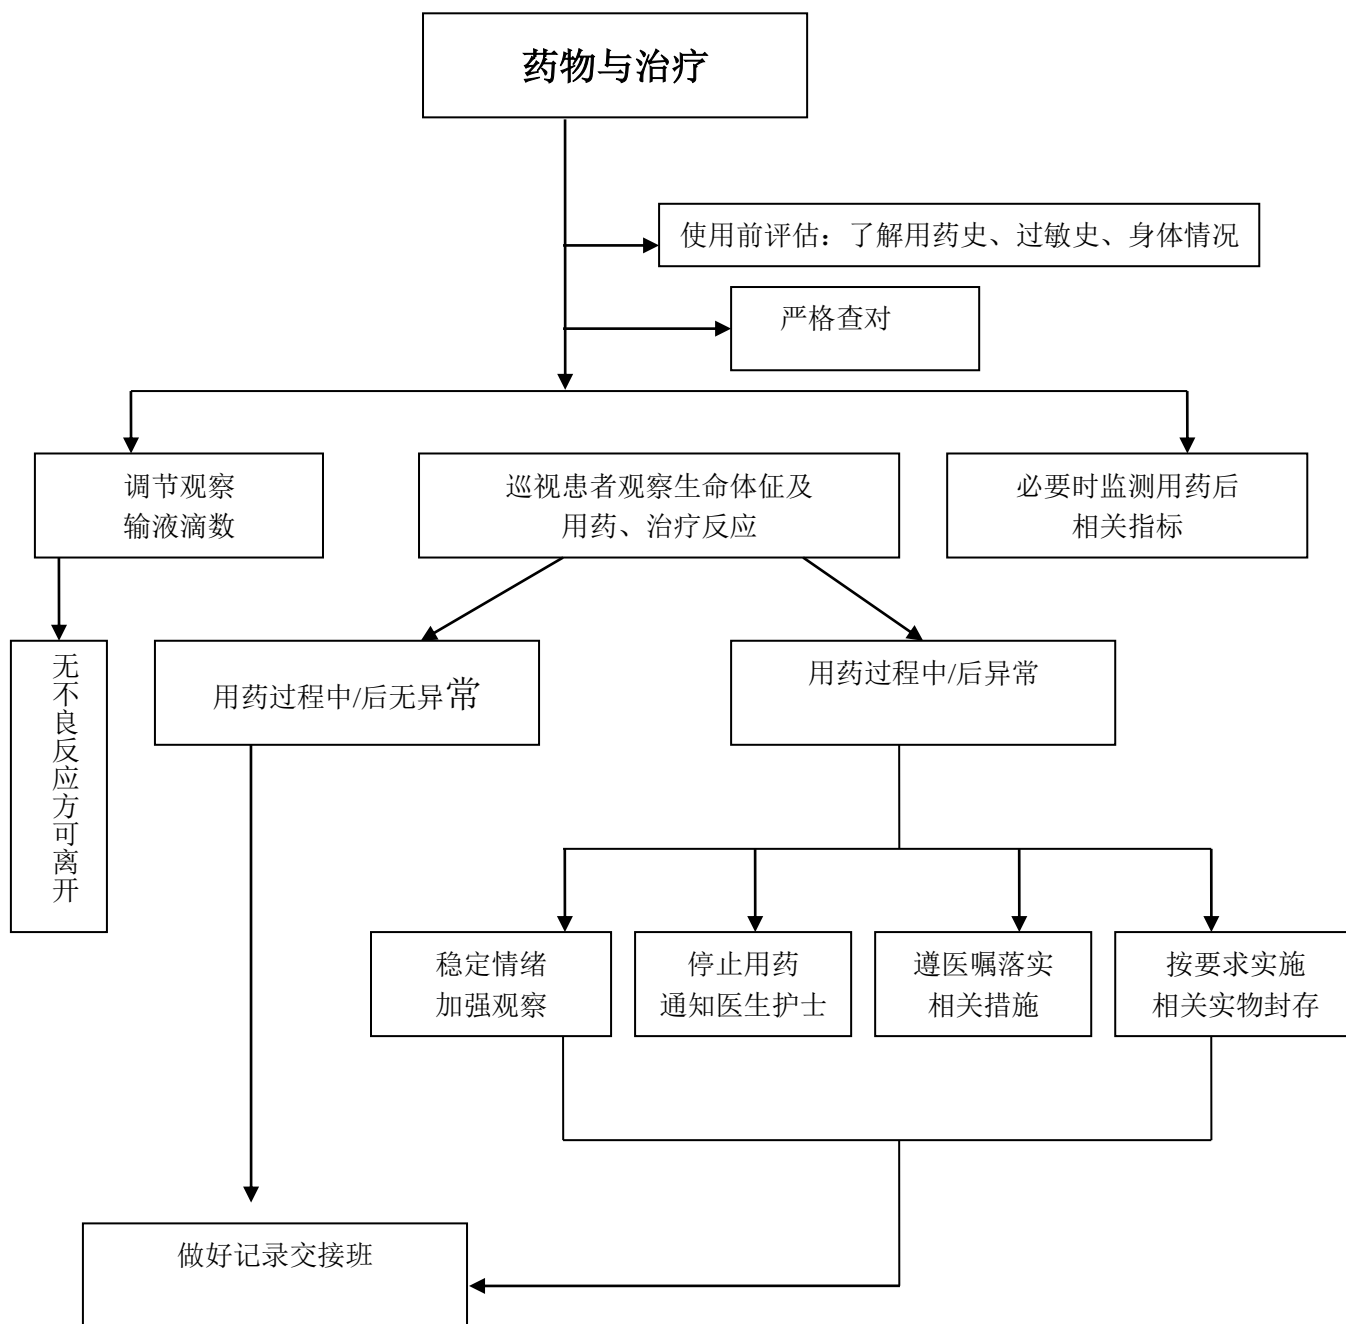 药物与治疗
使用前评估：了解用药史、过敏史、身体情况
严格查对
调节观察
输液滴数
巡视患者观察生命体征及
用药、治疗反应
必要时监测用药后
相关指标
无不良反应方可离开
用药过程中/后无异常
用药过程中/后异常
稳定情绪
加强观察
停止用药
通知医生护士
遵医嘱落实
相关措施
按要求实施
相关实物封存
做好记录交接班